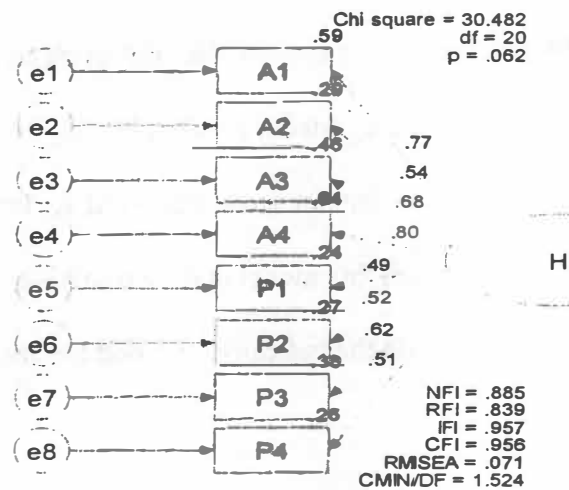 Chi square = 30.482
df = 20
p = .062
.59
e1 A1
.29
e2 A2
.46
.77
e3 A3
.54
.64
.68
e4 A4
.80
.24
H
e5 P1
.49
.27
.52
e6 P2
.62
.38
.51
e7 P3
.26
e8 P4
NFI = .885
RFI = .839
IFI = .957
CFI = .956
RMSEA = .071
CMIN/DF = 1.524